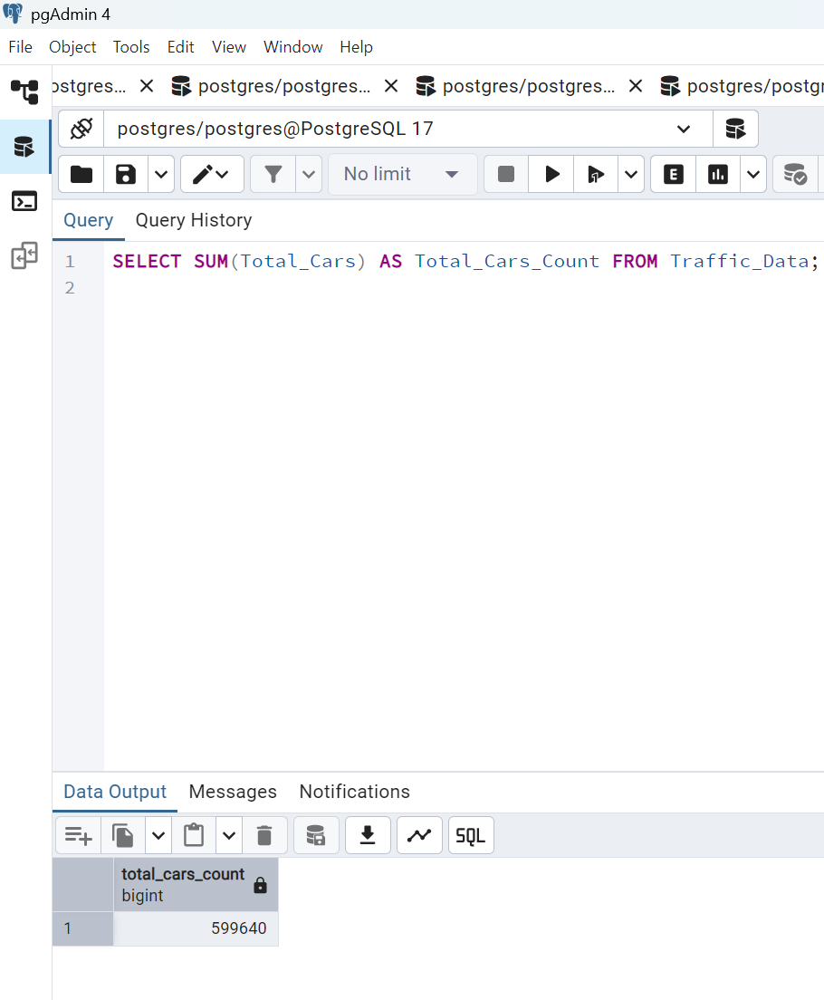 pgAdmin 4
File Object Tools Edit View Window Help
ostgres... postgres/postgres... postgres/postgres... postgres/postgr
postgres/postgres@PostgreSQL 17
No limit E
Query Query History
1 SELECT SUM(Total_Cars) AS Total_Cars_Count FROM Traffic_Data;
2
Data Output Messages Notifications
SQL
total_cars_count
bigint
1 599640